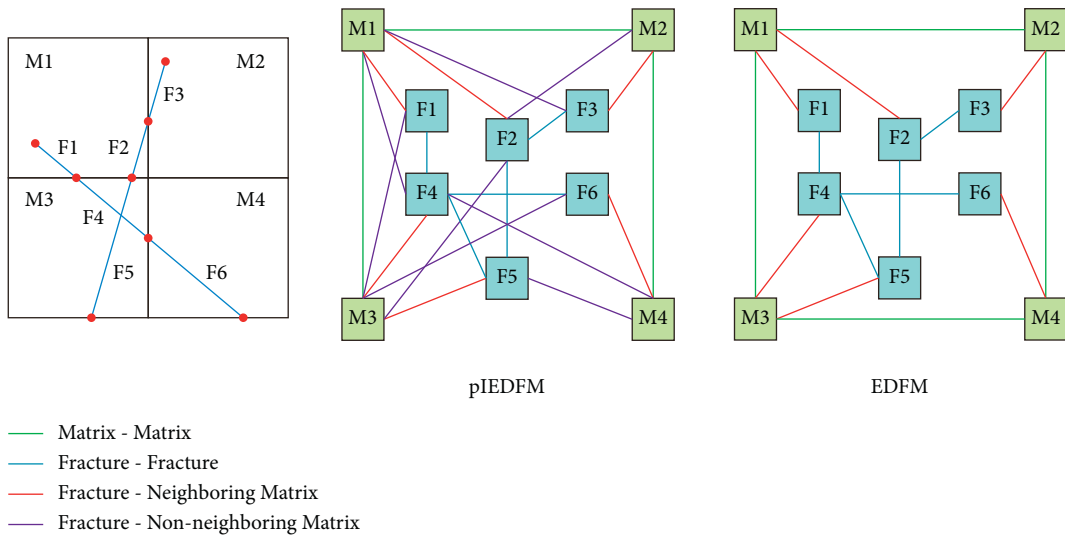 M1
M2
F3
F1
F2
M3
M4
F4
F5
F6
M1
M2
F1
F3
F2
F4
F6
F5
M3
M4
pIEDFM
M1
M2
F1
F3
F2
F4
F6
F5
M3
M4
EDFM
Matrix - Matrix
Fracture - Fracture
Fracture - Neighboring Matrix
Fracture - Non-neighboring Matrix